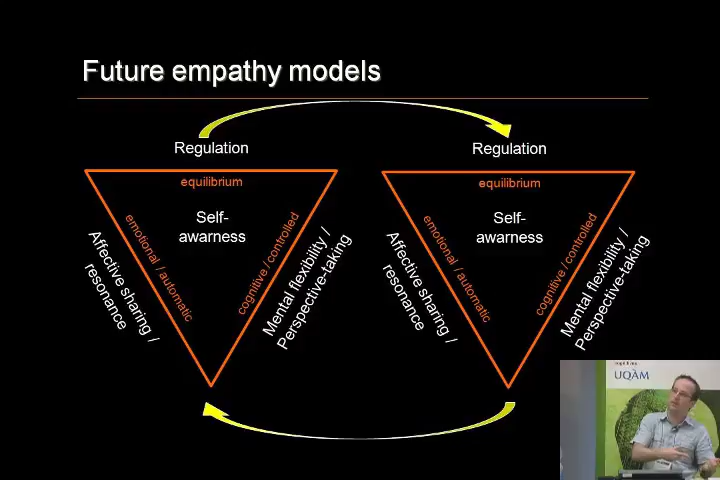 Future empathy models
Regulation
equilibrium
Self-
awarness
emotional / automatic
cognitive / controlled
Affective sharing /
resonance
Mental flexibility /
Perspective-taking
Regulation
equilibrium
Self-
awarness
emotional / automatic
cognitive / controlled
Affective sharing /
resonance
Mental flexibility /
Perspective-taking
UQÀM